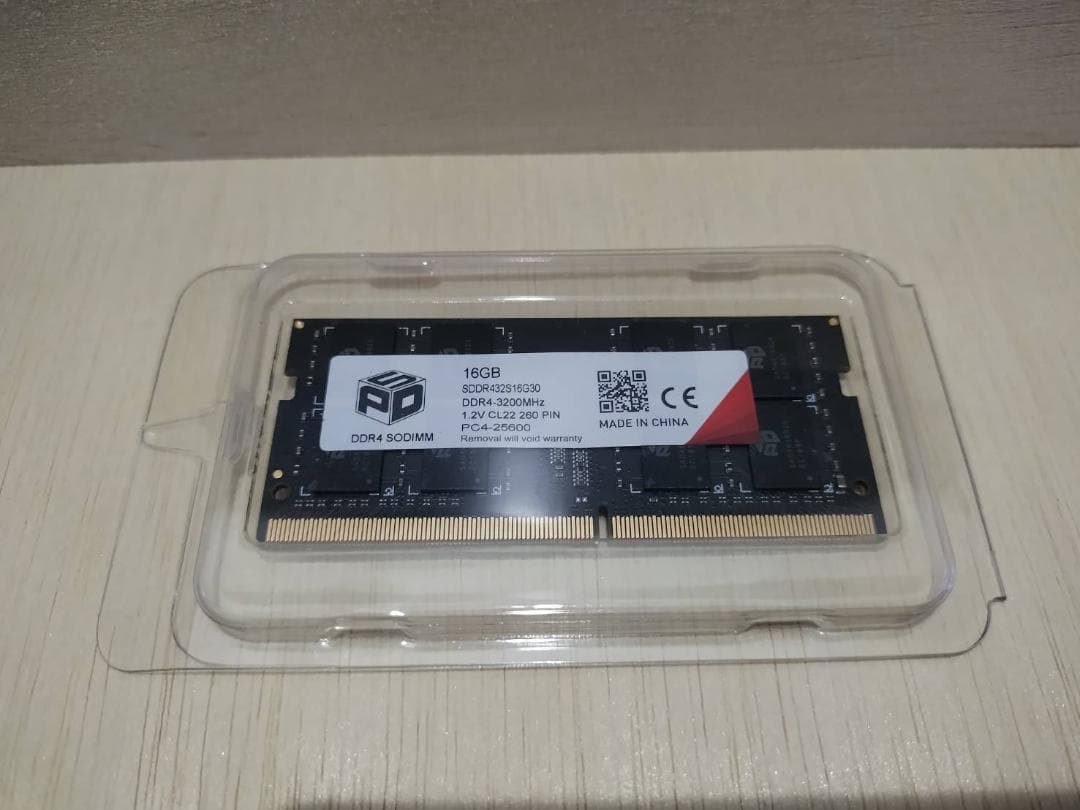 SPD
DDR4 SODIMM
16GB
SDDR432S16G30
DDR4-3200MHz
1.2V CL22 260 PIN
PC4-25600
Removal will void warranty
CE
MADE IN CHINA